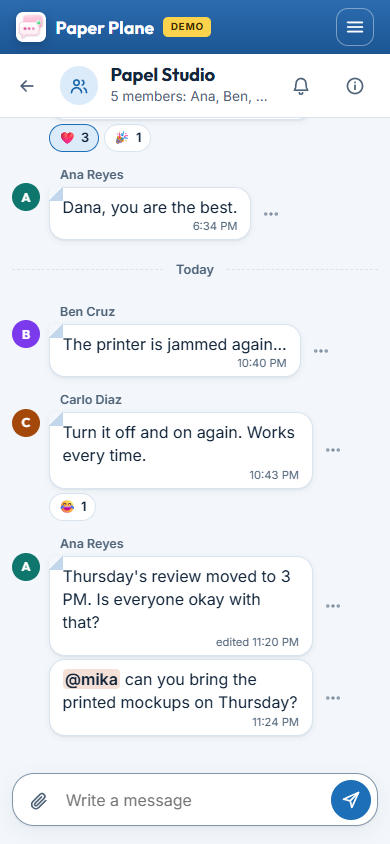 Paper Plane DEMO
Papel Studio
5 members: Ana, Ben, ...
3 1
Ana Reyes
A
Dana, you are the best.
6:34 PM
Today
Ben Cruz
B
The printer is jammed again...
10:40 PM
Carlo Diaz
C
Turn it off and on again. Works
every time.
10:43 PM
1
Ana Reyes
A
Thursday's review moved to 3
PM. Is everyone okay with
that?
edited 11:20 PM
@mika can you bring the
printed mockups on Thursday?
11:24 PM
Write a message